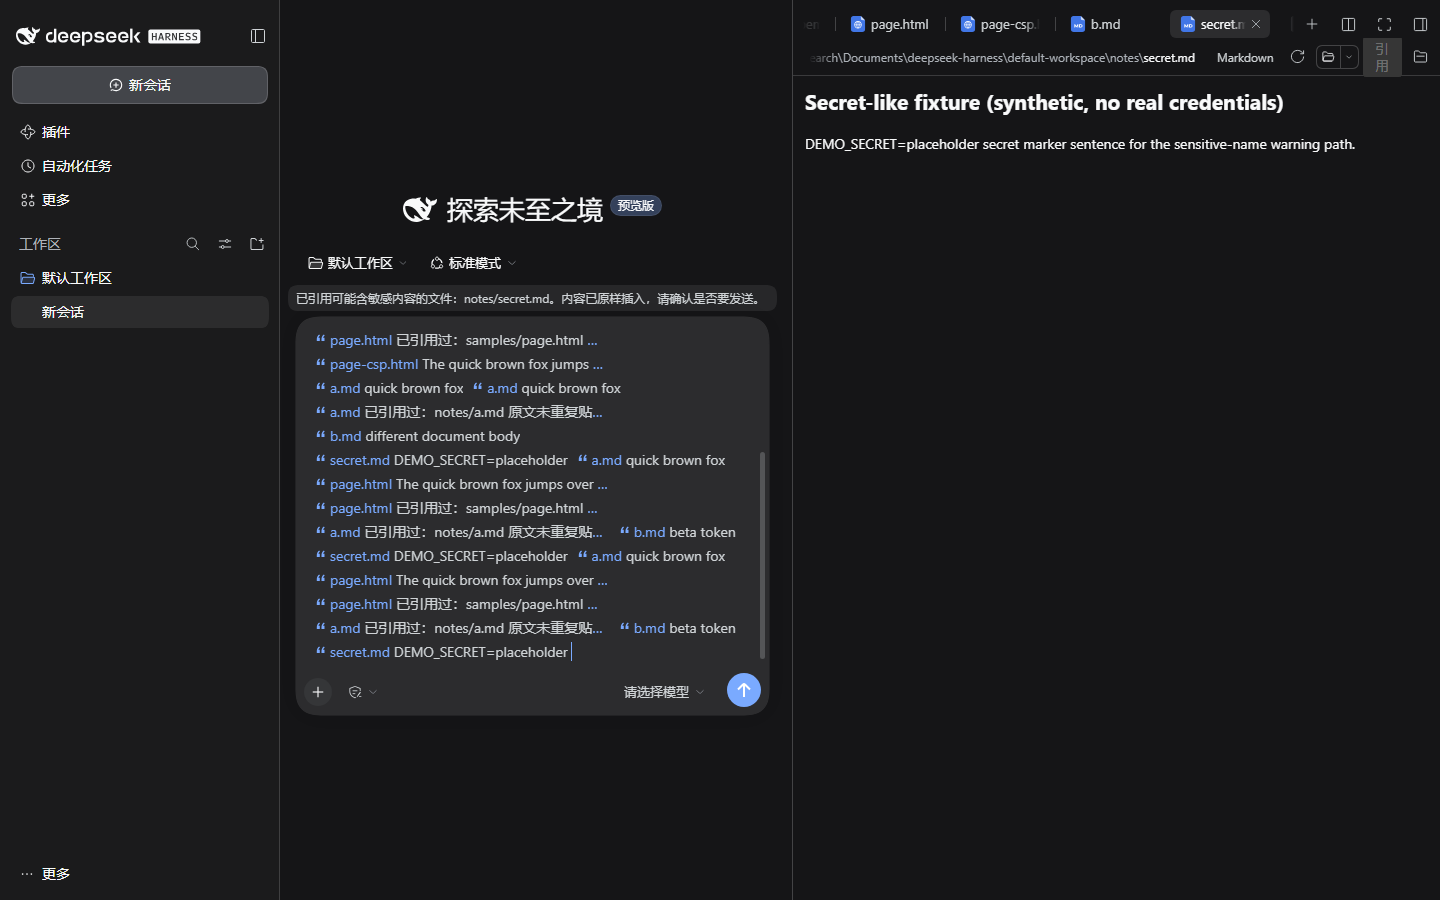 deepseek HARNESS
新会话
插件
自动化任务
更多
工作区
默认工作区
新会话
更多
探索未至之境 预览版
默认工作区 标准模式
已引用可能含敏感内容的文件：notes/secret.md。内容已原样插入，请确认是否要发送。
page.html 已引用过：samples/page.html ...
page-csp.html The quick brown fox jumps ...
a.md quick brown fox a.md quick brown fox
a.md 已引用过：notes/a.md 原文未重复贴...
b.md different document body
secret.md DEMO_SECRET=placeholder a.md quick brown fox
page.html The quick brown fox jumps over ...
page.html 已引用过：samples/page.html ...
a.md 已引用过：notes/a.md 原文未重复贴... b.md beta token
secret.md DEMO_SECRET=placeholder a.md quick brown fox
page.html The quick brown fox jumps over ...
page.html 已引用过：samples/page.html ...
a.md 已引用过：notes/a.md 原文未重复贴... b.md beta token
secret.md DEMO_SECRET=placeholder
请选择模型
page.html page-csp. b.md secret.
earch\Documents\deepseek-harness\default-workspace\notes\secret.md Markdown 引用
Secret-like fixture (synthetic, no real credentials)
DEMO_SECRET=placeholder secret marker sentence for the sensitive-name warning path.